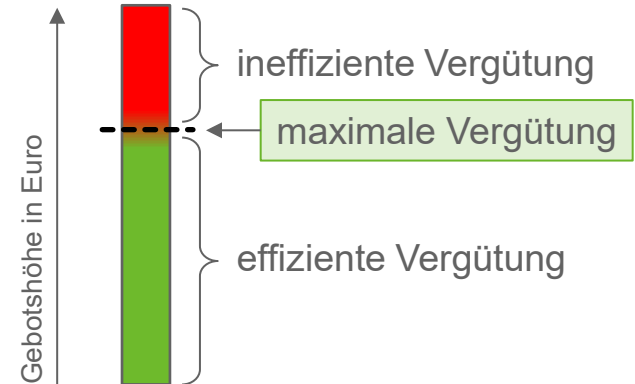 ineffiziente Vergütung
maximale Vergütung
effiziente Vergütung
Gebotshöhe in Euro